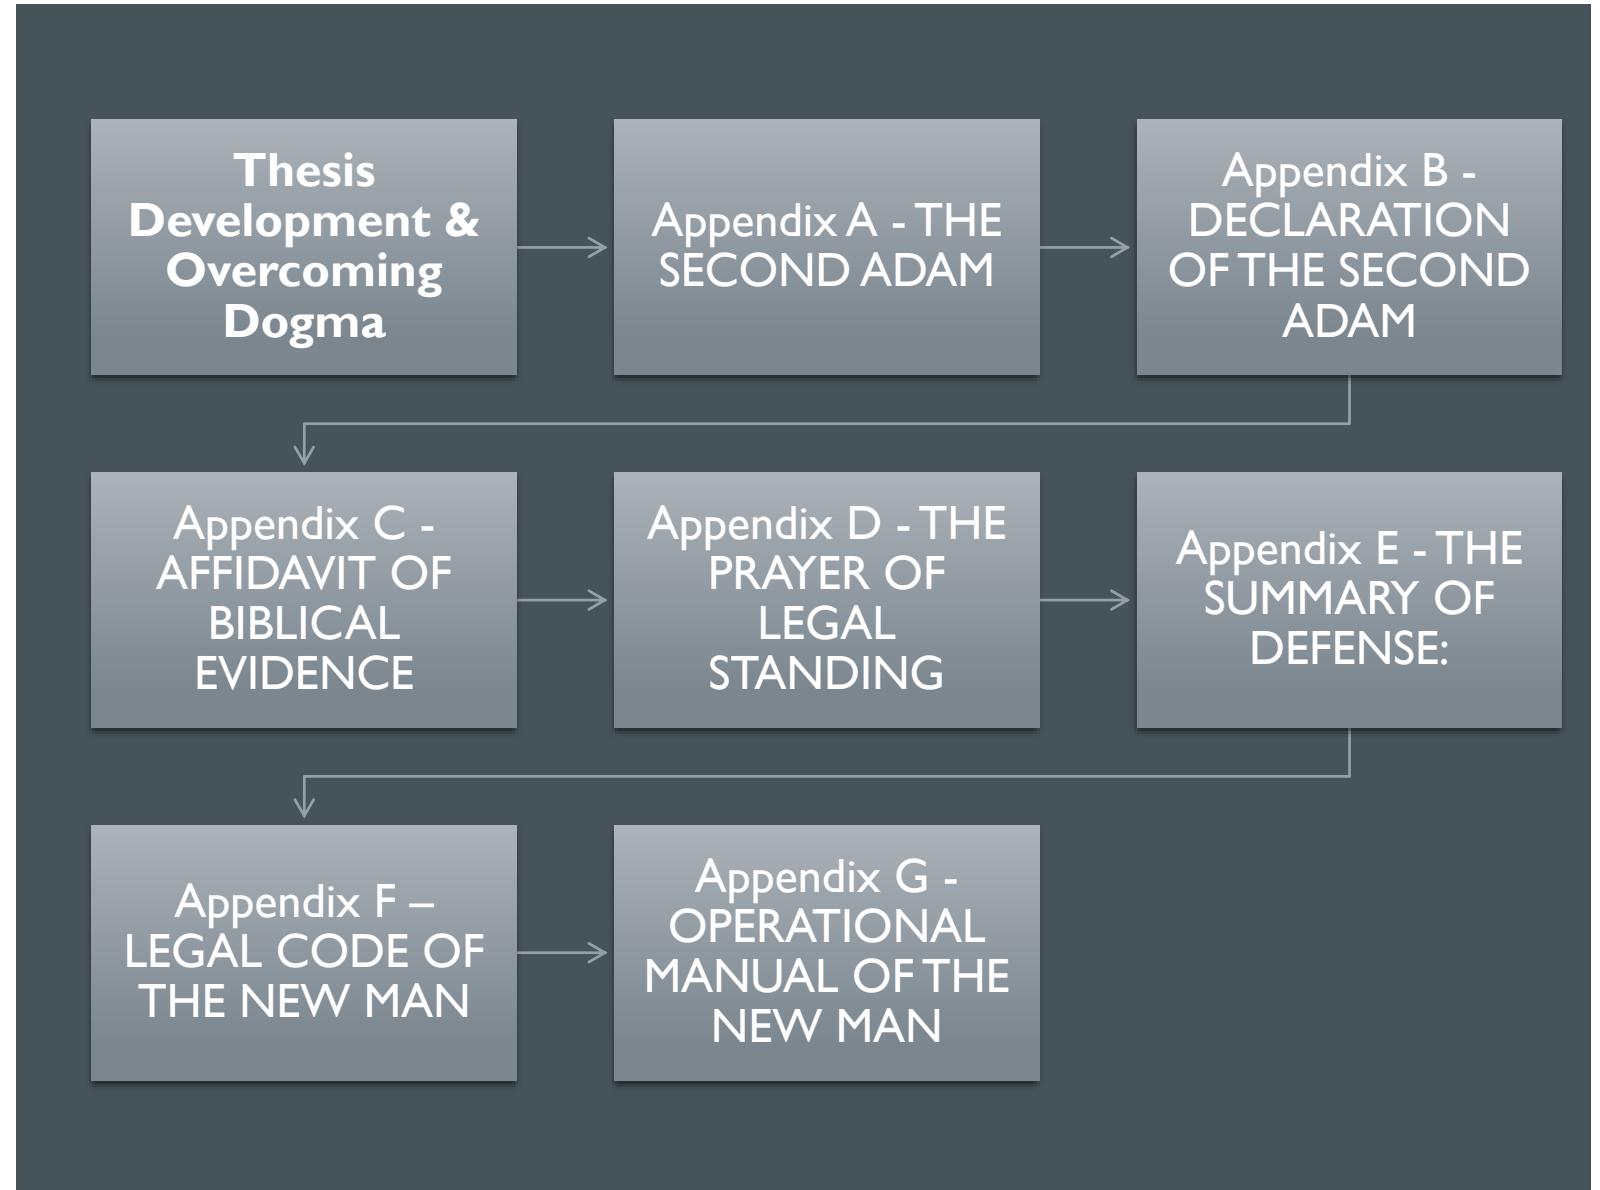 Thesis
Development &
Overcoming
Dogma
Appendix A - THE
SECOND ADAM
Appendix B -
DECLARATION
OF THE SECOND
ADAM
Appendix C -
AFFIDAVIT OF
BIBLICAL
EVIDENCE
Appendix D - THE
PRAYER OF
LEGAL
STANDING
Appendix E - THE
SUMMARY OF
DEFENSE:
Appendix F –
LEGAL CODE OF
THE NEW MAN
Appendix G -
OPERATIONAL
MANUAL OF THE
NEW MAN